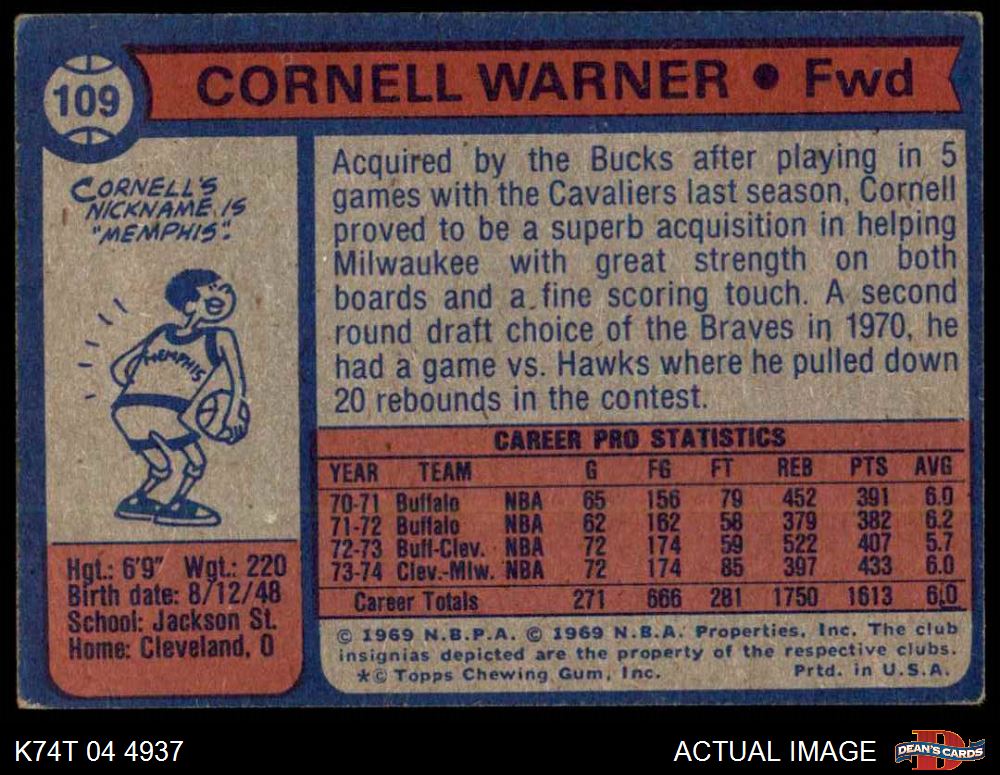 109
CORNELL WARNER • Fwd
CORNELL'S
NICKNAME IS
"MEMPHIS".
MEMPHIS
Hgt.: 6'9" Wgt.: 220
Birth date: 8/12/48
School: Jackson St.
Home: Cleveland, O
Acquired by the Bucks after playing in 5
games with the Cavaliers last season, Cornell
proved to be a superb acquisition in helping
Milwaukee with great strength on both
boards and a fine scoring touch. A second
round draft choice of the Braves in 1970, he
had a game vs. Hawks where he pulled down
20 rebounds in the contest.
CAREER PRO STATISTICS
YEAR TEAM G FG FT REB PTS AVG
70-71 Buffalo NBA 65 156 79 452 391 6.0
71-72 Buffalo NBA 62 162 58 379 382 6.2
72-73 Buff-Clev. NBA 72 174 59 522 407 5.7
73-74 Clev.-Miw. NBA 72 174 85 397 433 6.0
Career Totals 271 666 281 1750 1613 6.0
© 1969 N.B.P.A. © 1969 N.B.A. Properties, Inc. The club
insignias depicted are the property of the respective clubs.
*© Topps Chewing Gum, Inc. Prtd. in U.S.A.
K74T 04 4937
ACTUAL IMAGE
D
DEAN'S CARDS